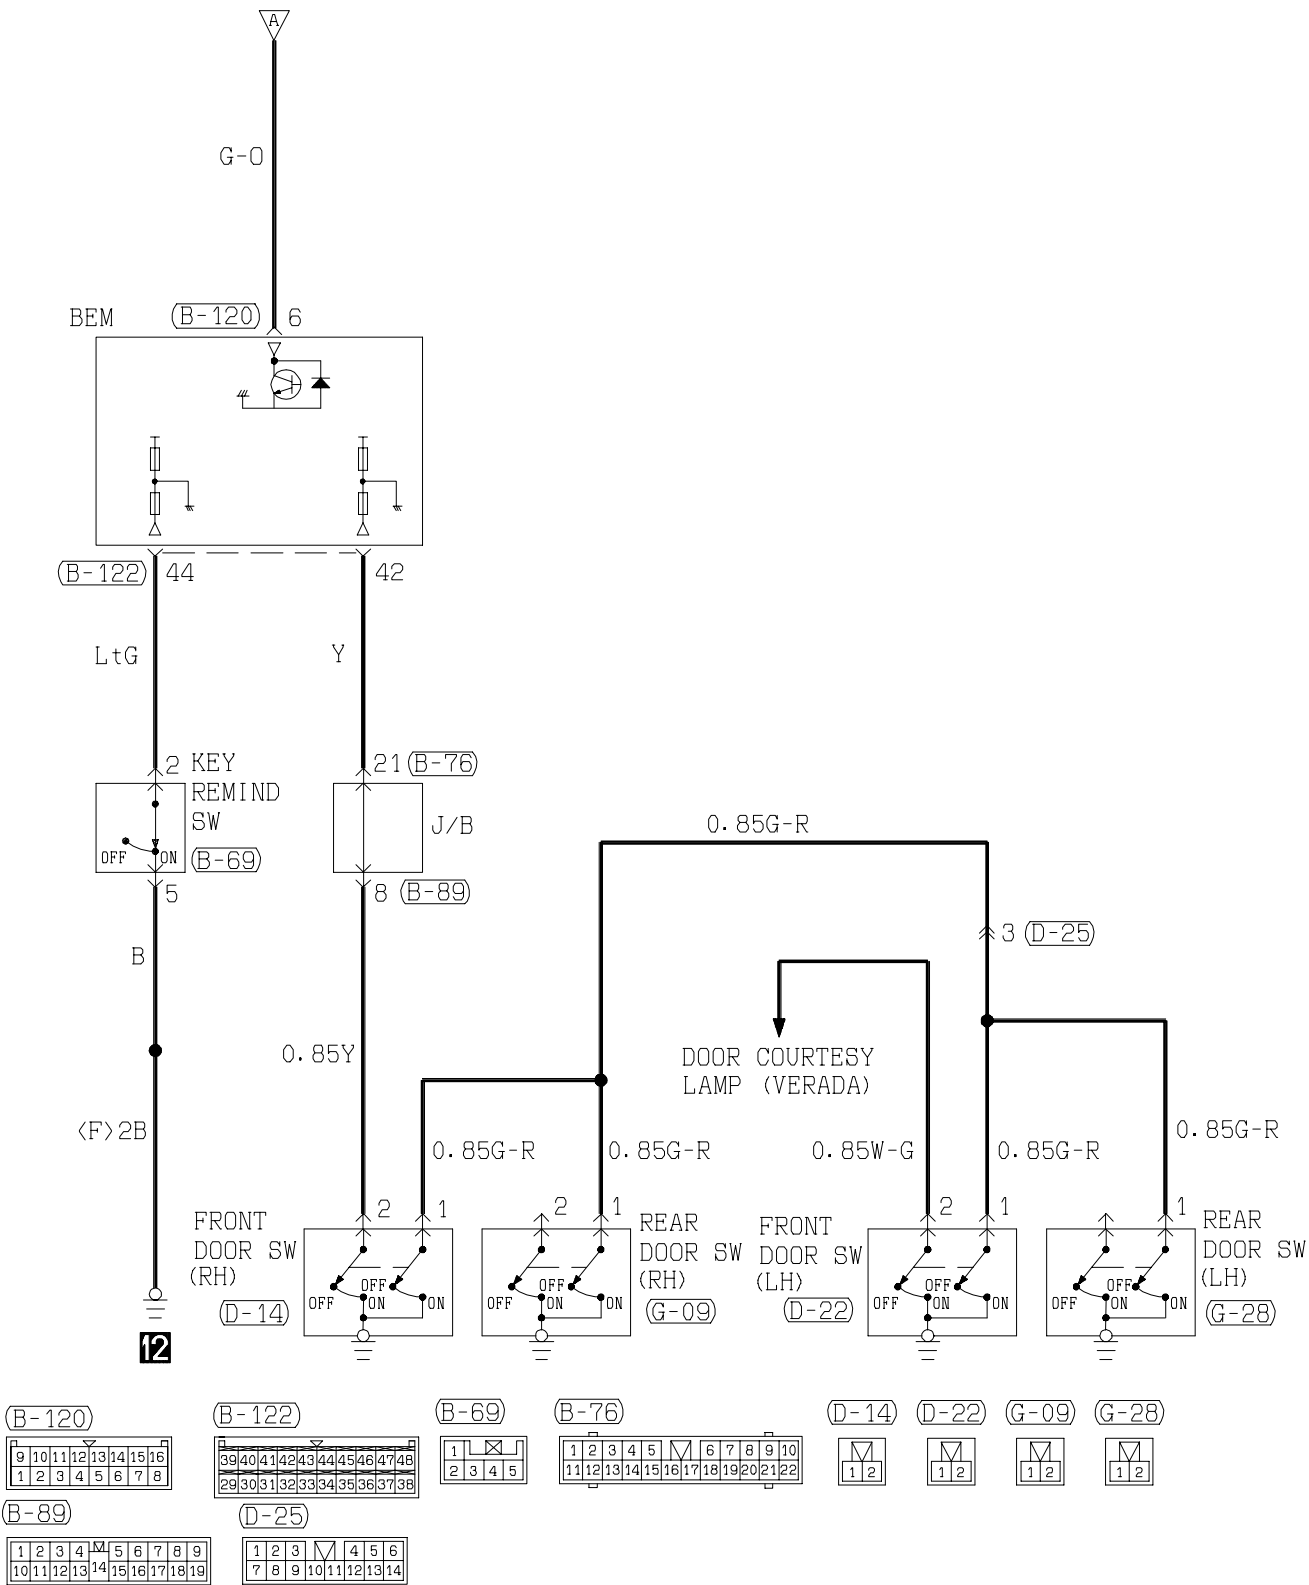 A
G-O
BEM (B-120) 6
(B-122) 44 42
LtG Y
2 KEY REMIND SW 21 (B-76)
J/B
OFF ON (B-69)
5 8 (B-89)
0.85G-R
B
3 (D-25)
0.85Y
DOOR COURTESY
LAMP (VERADA)
<F>2B
0.85G-R 0.85G-R 0.85W-G 0.85G-R 0.85G-R
2 1 2 1 2 1 1
FRONT
DOOR SW
(RH)
(D-14)
OFF OFF ON ON
REAR
DOOR SW
(RH)
(G-09)
OFF OFF ON ON
FRONT
DOOR SW
(LH)
(D-22)
OFF OFF ON ON
REAR
DOOR SW
(LH)
(G-28)
OFF OFF ON ON
12
(B-120)
9 10 11 12 13 14 15 16
1 2 3 4 5 6 7 8
(B-122)
39 40 41 42 43 44 45 46 47 48
29 30 31 32 33 34 35 36 37 38
(B-69)
1
2 3 4 5
(B-76)
1 2 3 4 5 6 7 8 9 10
11 12 13 14 15 16 17 18 19 20 21 22
(D-14)
1 2
(D-22)
1 2
(G-09)
1 2
(G-28)
1 2
(B-89)
1 2 3 4 5 6 7 8 9
10 11 12 13 14 15 16 17 18 19
(D-25)
1 2 3 4 5 6
7 8 9 10 11 12 13 14